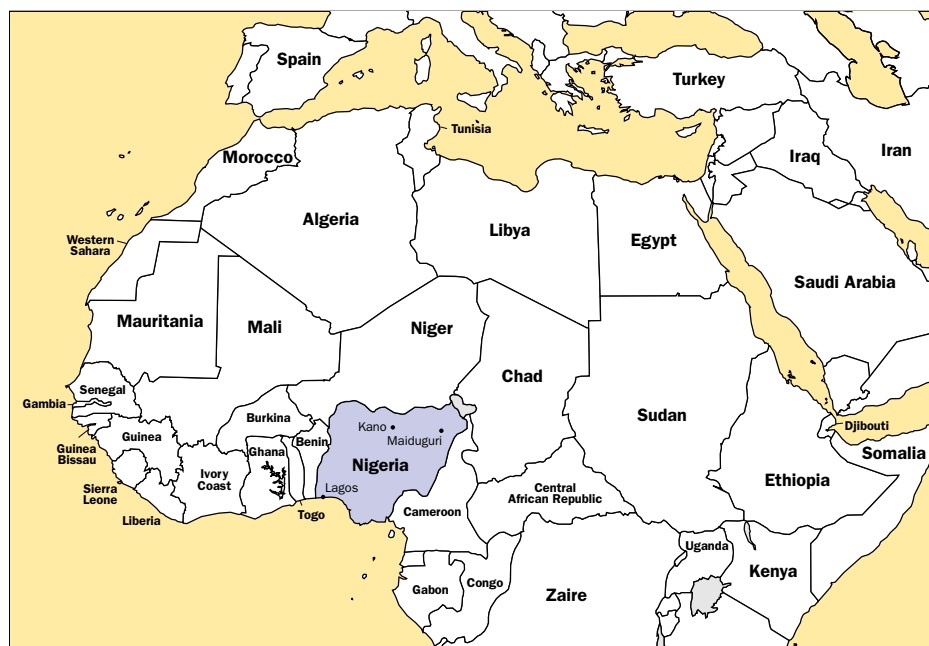 Spain
Turkey
Tunisia
Morocco
Iraq
Iran
Algeria
Libya
Egypt
Western
Sahara
Saudi Arabia
Mauritania
Mali
Niger
Chad
Senegal
Gambia
Burkina
Sudan
Kano
Djibouti
Guinea
Benin
Maiduguri
Guinea
Bissau
Ghana
Nigeria
Somalia
Ivory
Coast
Ethiopia
Sierra
Leone
Lagos
Central
African Republic
Liberia
Togo
Cameroon
Uganda
Kenya
Gabon
Congo
Zaire